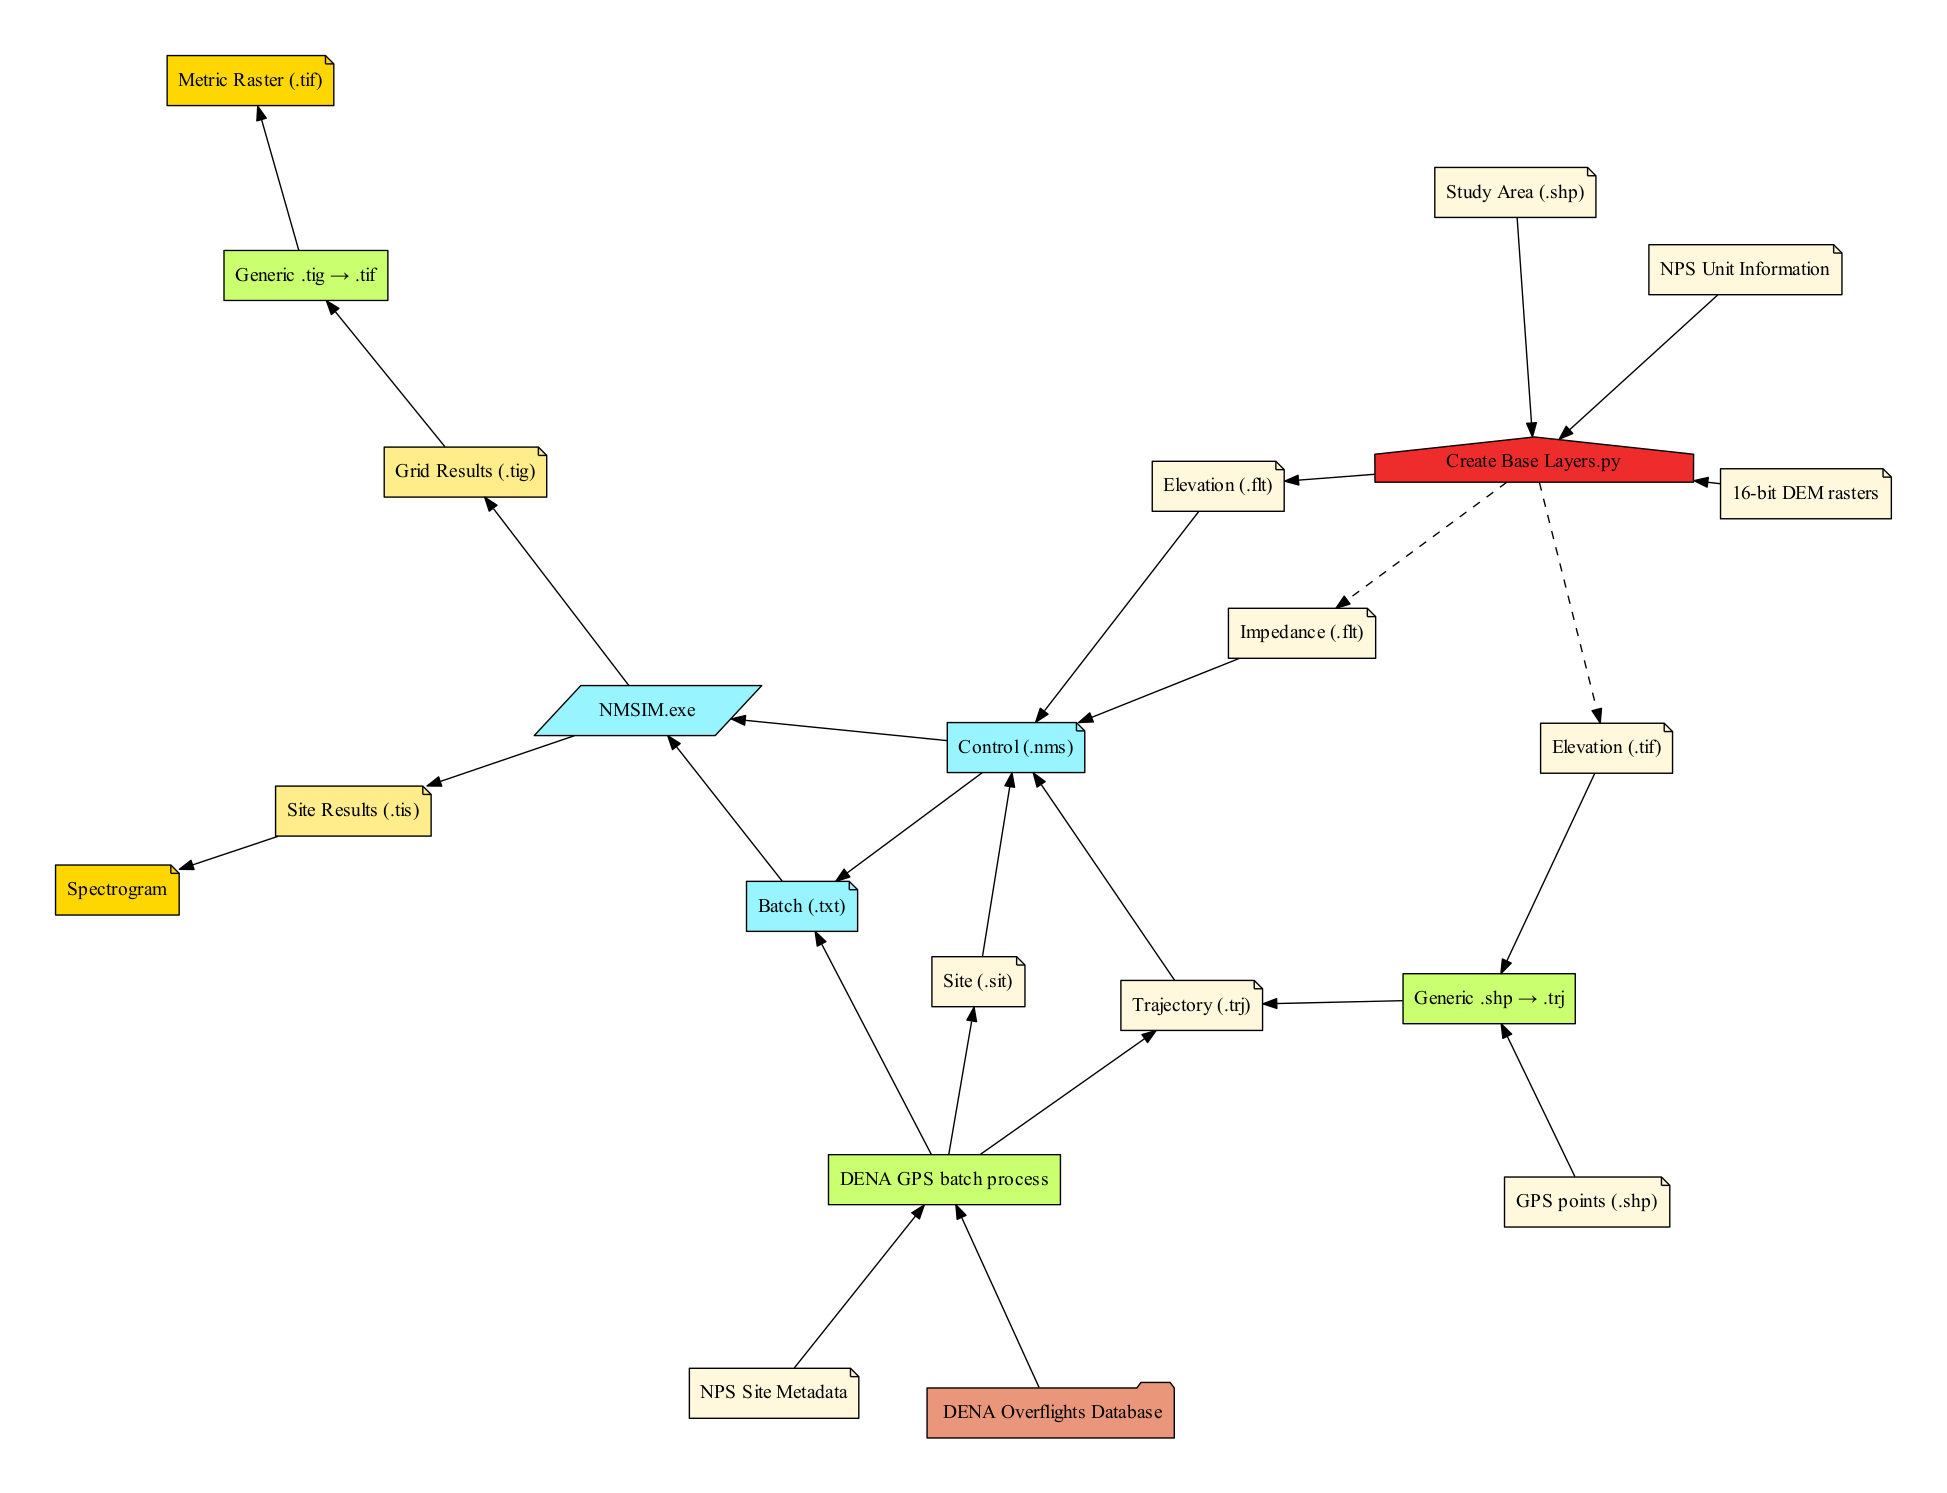 Metric Raster (.tif)
Study Area (.shp)
NPS Unit Information
Generic .tig → .tif
Create Base Layers.py
Grid Results (.tig)
Elevation (.flt)
16-bit DEM rasters
Impedance (.flt)
NMSIM.exe
Control (.nms)
Elevation (.tif)
Site Results (.tis)
Spectrogram
Batch (.txt)
Site (.sit)
Trajectory (.trj)
Generic .shp → .trj
DENA GPS batch process
GPS points (.shp)
NPS Site Metadata
DENA Overflights Database